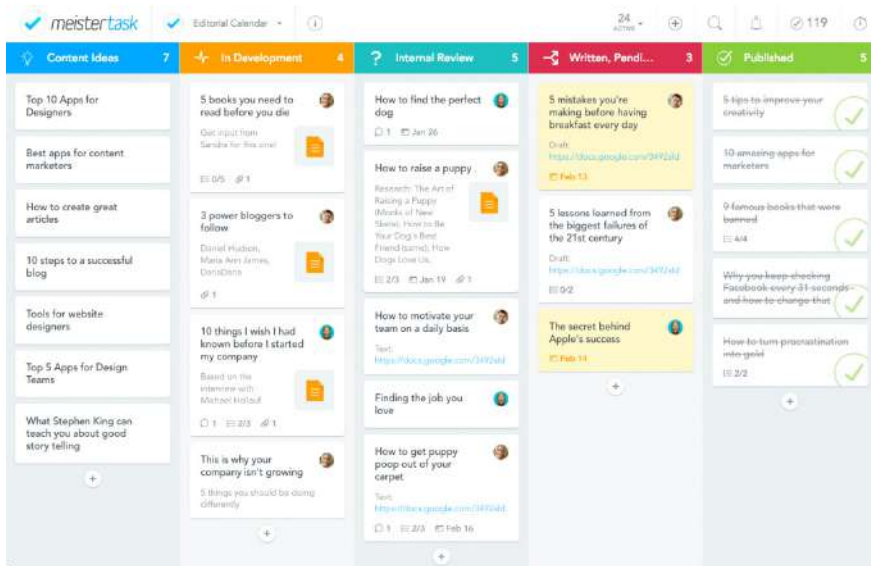 meistertask
Editorial Calendar
24
ACTIVE
119
Content Ideas 7
Top 10 Apps for
Designers
Best apps for content
marketers
How to create great
articles
10 steps to a successful
blog
Tools for website
designers
Top 5 Apps for Design
Teams
What Stephen King can
teach you about good
story telling
In Development 4
5 books you need to
read before you die
Get input from
Sandra for this one!
0/5 1
3 power bloggers to
follow
Daniel Hudson,
Maria Ann James,
DanaDane
1
10 things I wish I had
known before I started
my company
Based on the
interview with
Michael Hollauf
1 2/3 1
This is why your
company isn't growing
5 things you should be doing
differently
? Internal Review 5
How to find the perfect
dog
1 Jan 26
How to raise a puppy
Research: The Art of
Raising a Puppy
(Monks of New
Skete), How to Be
Your Dog's Best
Friend (same), How
Dogs Love Us,
2/3 Jan 19 1
How to motivate your
team on a daily basis
Text:
https://docs.google.com/3492sld
Finding the job you
love
How to get puppy
poop out of your
carpet
Text:
https://docs.google.com/3492sld
1 2/3 Feb 16
Written, Pendi... 3
5 mistakes you're
making before having
breakfast every day
Draft:
https://docs.google.com/3492sld
Feb 13
5 lessons learned from
the biggest failures of
the 21st century
Draft:
https://docs.google.com/3492sld
0/2
The secret behind
Apple's success
Feb 14
Published 5
5 tips to improve your
creativity
10 amazing apps for
marketers
9 famous books that were
banned
4/4
Why you keep checking
Facebook every 31 seconds -
and how to change that
How to turn procrastination
into gold
2/2